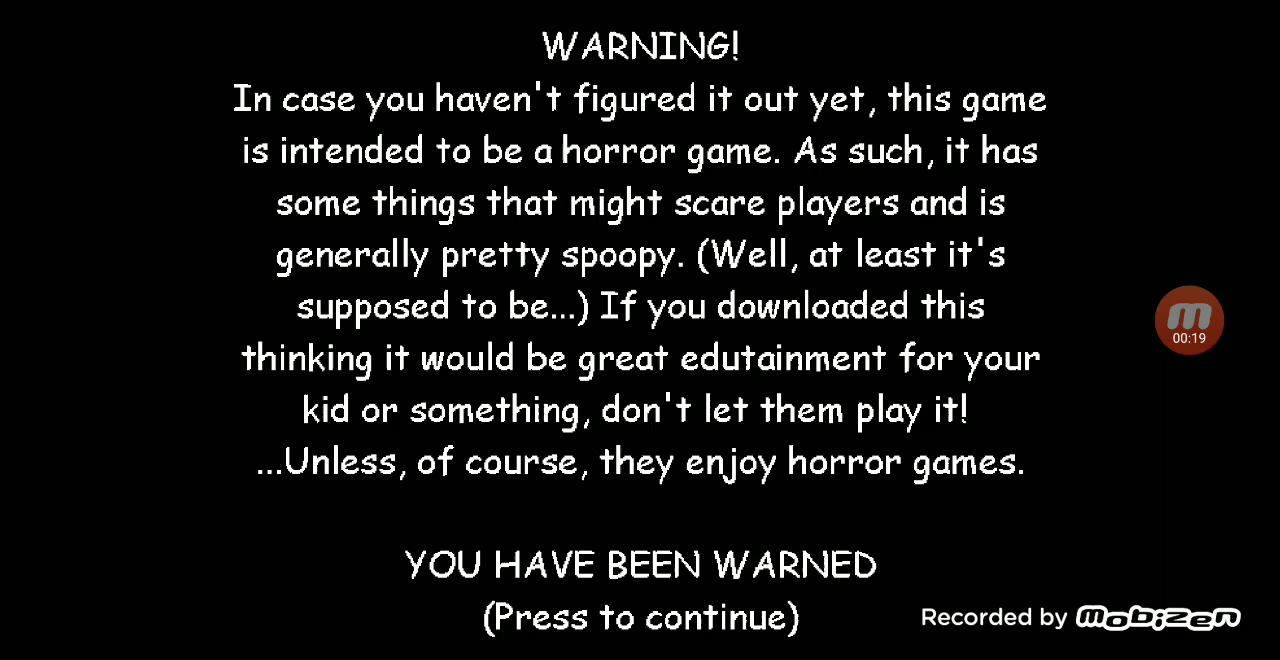 WARNING!
In case you haven't figured it out yet, this game
is intended to be a horror game. As such, it has
some things that might scare players and is
generally pretty spoopy. (Well, at least it's
supposed to be...) If you downloaded this
thinking it would be great edutainment for your
kid or something, don't let them play it!
...Unless, of course, they enjoy horror games.
YOU HAVE BEEN WARNED
(Press to continue)
m
00:19
Recorded by mobizen